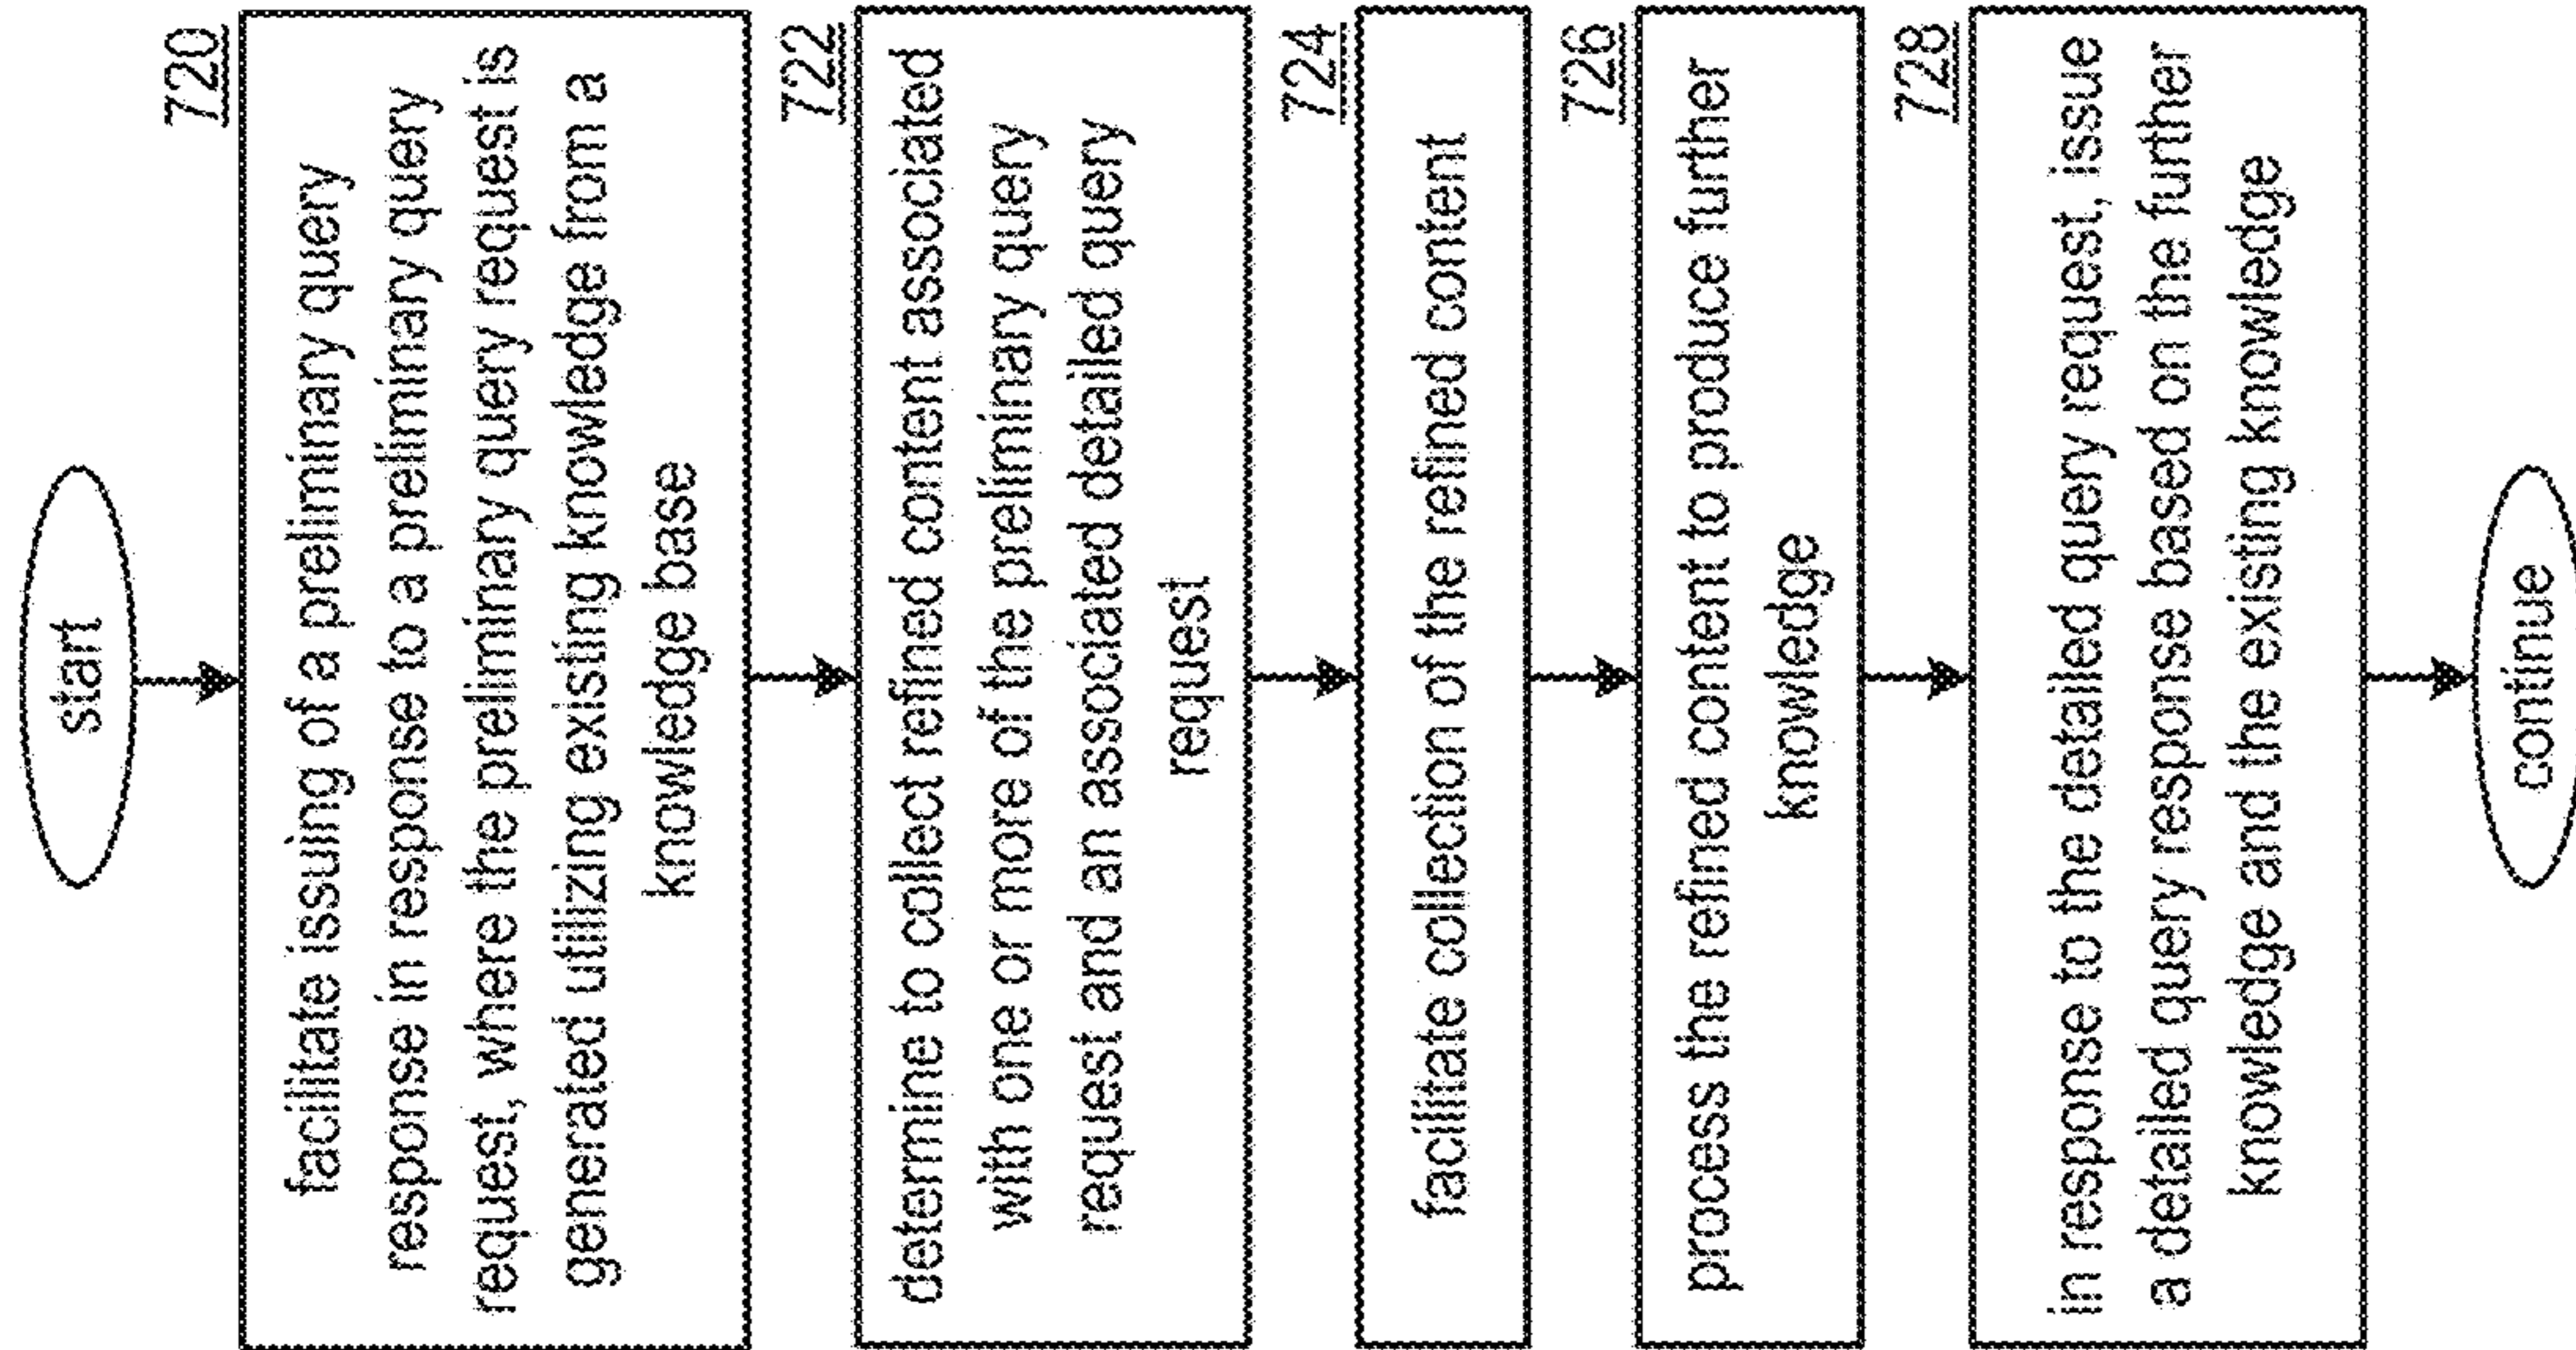 start
720
facilitate issuing of a preliminary query
response in response to a preliminary query
request, where the preliminary query request is
generated utilizing existing knowledge from a
knowledge base
722
determine to collect refined content associated
with one or more of the preliminary query
request and an associated detailed query
request
724
facilitate collection of the refined content
726
process the refined content to produce further
knowledge
728
in response to the detailed query request, issue
a detailed query response based on the further
knowledge and the existing knowledge
continue